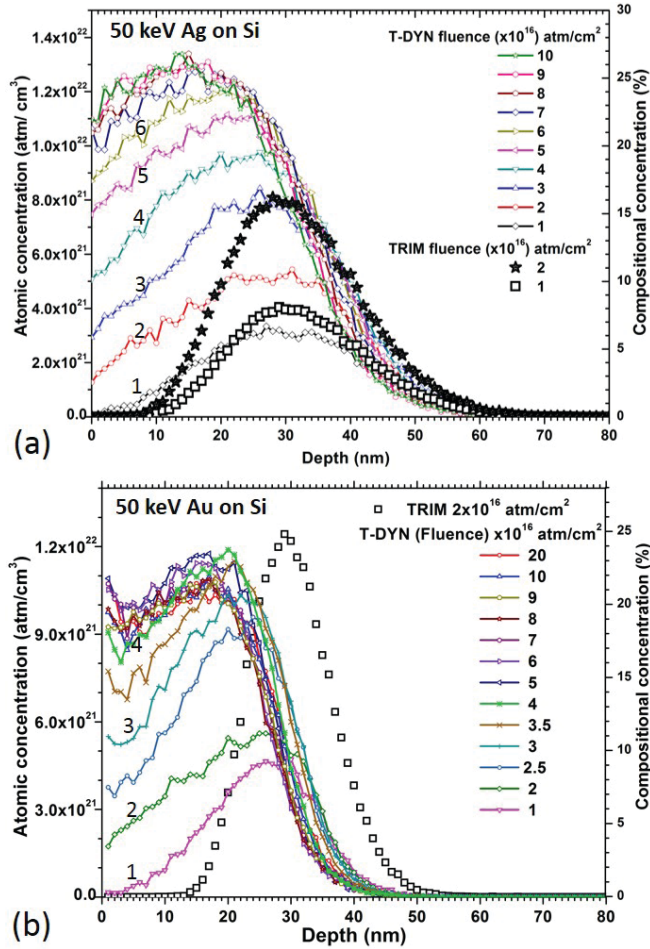 50 keV Ag on Si
T-DYN fluence (x10¹⁶) atm/cm²
10
9
8
7
6
5
4
3
2
1
TRIM fluence (x10¹⁶) atm/cm²
2
1
6
5
4
3
2
1
Atomic concentration (atm/ cm³)
1.4x10²²
1.2x10²²
1.0x10²²
8.0x10²¹
6.0x10²¹
4.0x10²¹
2.0x10²¹
0.0
Compositional concentration (%)
30
25
20
15
10
5
0
0 10 20 30 40 50 60 70 80
Depth (nm)
(a)
50 keV Au on Si
TRIM 2x10¹⁶ atm/cm²
T-DYN (Fluence) x10¹⁶ atm/cm²
20
10
9
8
7
6
5
4
3.5
3
2.5
2
1
4
3
2
1
Atomic concentration (atm/cm³)
1.2x10²²
9.0x10²¹
6.0x10²¹
3.0x10²¹
0.0
Compositional concentration (%)
25
20
15
10
5
0
0 10 20 30 40 50 60 70 80
Depth (nm)
(b)